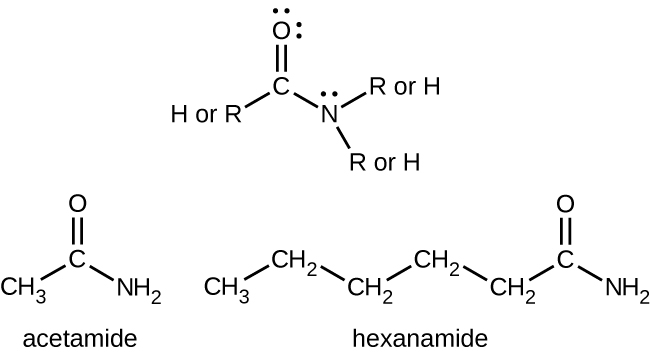 O
C
R or H
H or R
N
R or H
O
O
C
CH₂
CH₂
C
CH₃
NH₂
CH₃
CH₂
CH₂
NH₂
acetamide
hexanamide